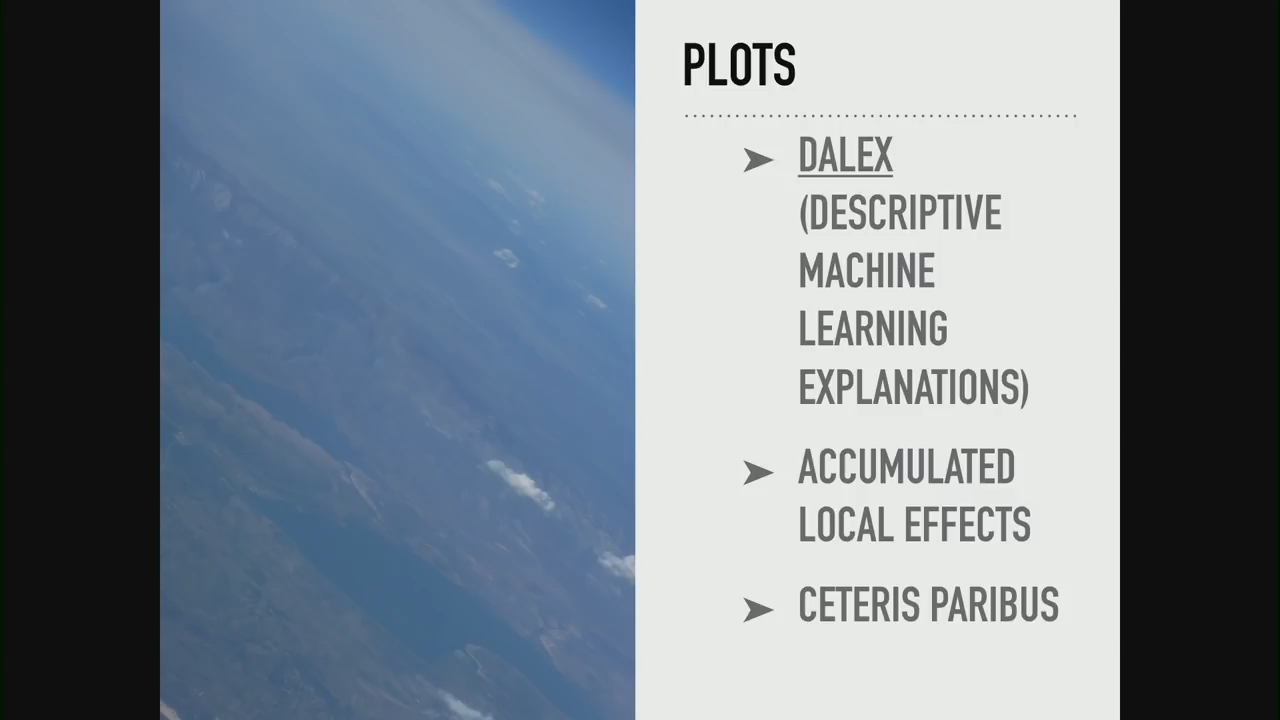 PLOTS
➤ DALEX
(DESCRIPTIVE
MACHINE
LEARNING
EXPLANATIONS)
➤ ACCUMULATED
LOCAL EFFECTS
➤ CETERIS PARIBUS